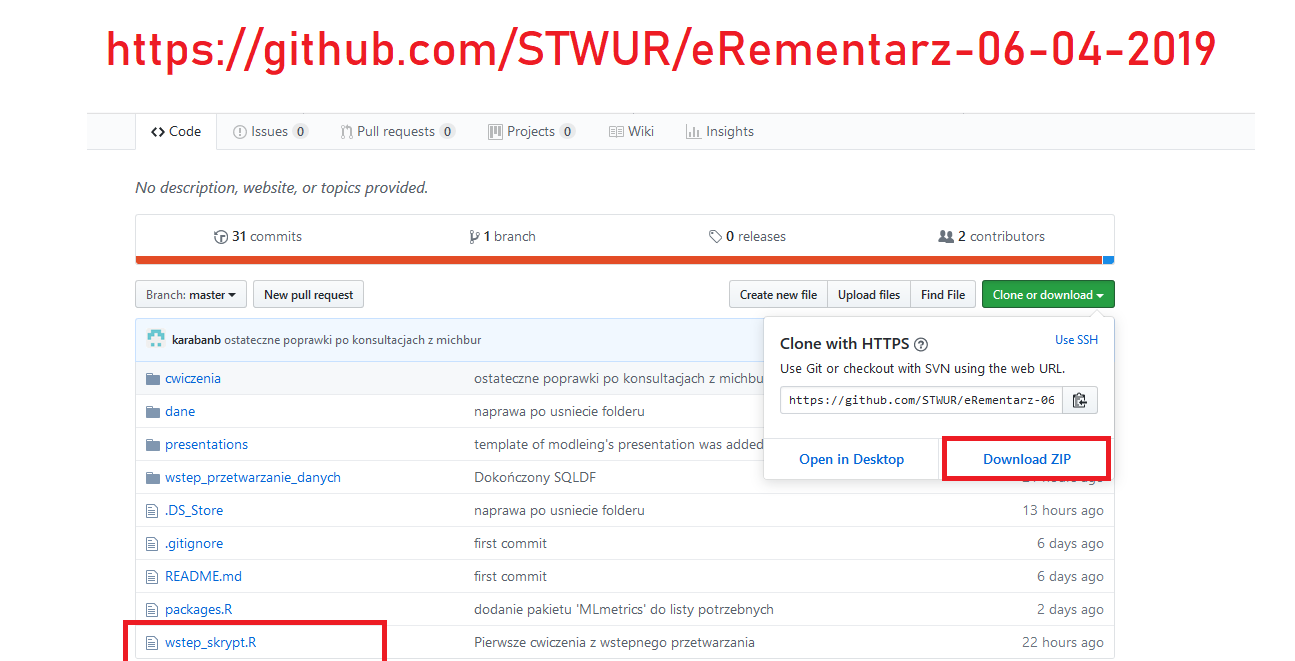 https://github.com/STWUR/eRementarz-06-04-2019
Code Issues 0 Pull requests 0 Projects 0 Wiki Insights
No description, website, or topics provided.
31 commits 1 branch 0 releases 2 contributors
Branch: master New pull request Create new file Upload files Find File Clone or download
karabanb ostateczne poprawki po konsultacjach z michbur
Clone with HTTPS ? Use SSH
Use Git or checkout with SVN using the web URL.
https://github.com/STWUR/eRementarz-06
Open in Desktop Download ZIP
cwiczenia ostateczne poprawki po konsultacjach z michbu
dane naprawa po usniecie folderu
presentations template of modleing's presentation was added
wstep_przetwarzanie_danych Dokończony SQLDF
.DS_Store naprawa po usniecie folderu 13 hours ago
.gitignore first commit 6 days ago
README.md first commit 6 days ago
packages.R dodanie pakietu 'MLmetrics' do listy potrzebnych 2 days ago
wstep_skrypt.R Pierwsze cwiczenia z wstepnego przetwarzania 22 hours ago